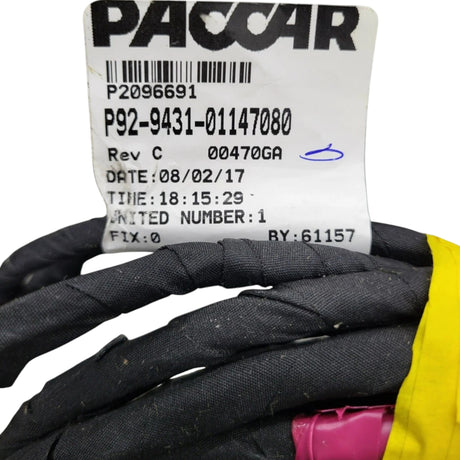 PACCAR
P2096691
P92-9431-01147080
Rev C 00470GA
DATE:08/02/17
TIME:18:15:29
UNITED NUMBER:1
FIX:0 BY:61157